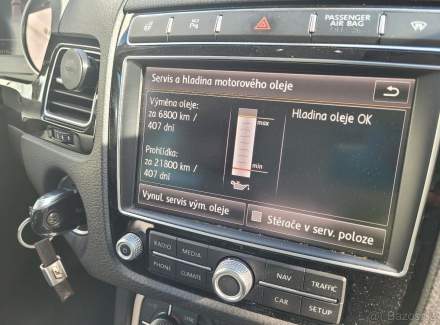 PASSENGER
AIR BAG
Servis a hladina motorového oleje
Výměna oleje:
za 6800 km /
407 dní
Prohlídka:
za 21800 km /
407 dní
max
min
Hladina oleje OK
Vynul. servis vým. oleje
Stěrače v serv. poloze
RADIO
MEDIA
PHONE
CLIMATE
NAV
TRAFFIC
CAR
SETUP